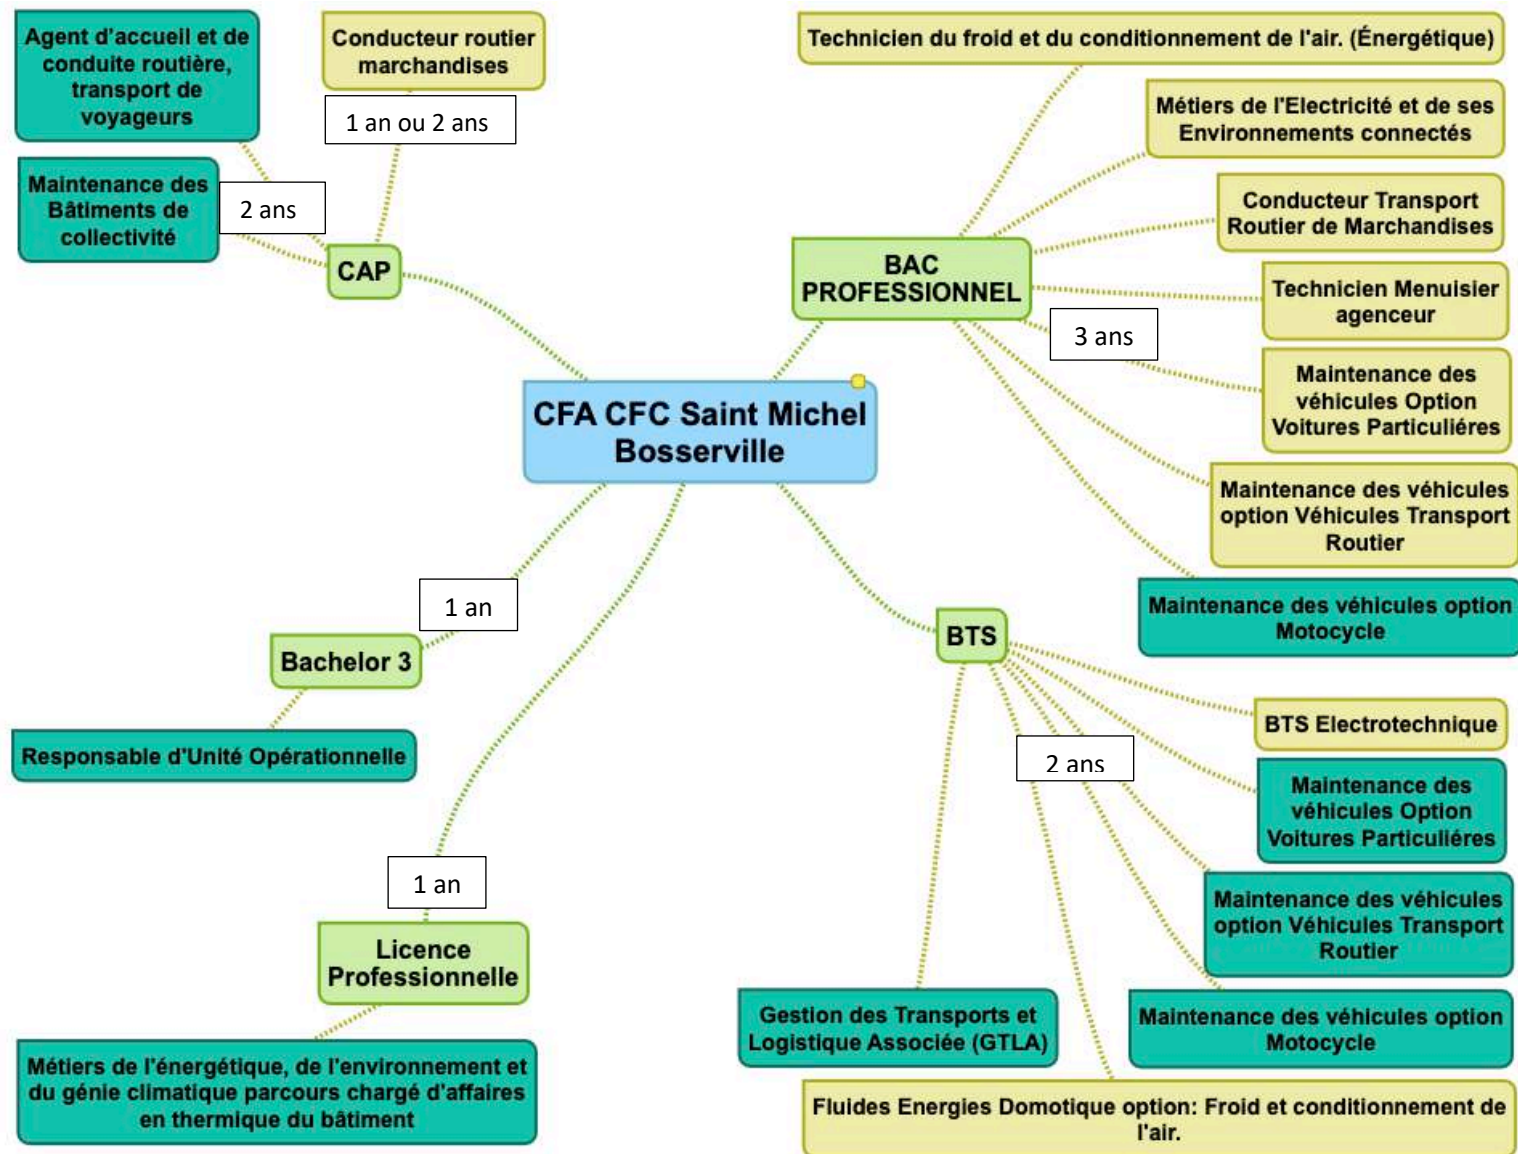 Agent d'accueil et de
conduite routière,
transport de
voyageurs
Conducteur routier
marchandises
1 an ou 2 ans
Maintenance des
Bâtiments de
collectivité
2 ans
CAP
Technicien du froid et du conditionnement de l'air. (Énergétique)
Métiers de l'Electricité et de ses
Environnements connectés
Conducteur Transport
Routier de Marchandises
BAC
PROFESSIONNEL
Technicien Menuisier
agenceur
3 ans
Maintenance des
véhicules Option
Voitures Particuliéres
Maintenance des véhicules
option Véhicules Transport
Routier
Maintenance des véhicules option
Motocycle
CFA CFC Saint Michel
Bosserville
1 an
Bachelor 3
Responsable d'Unité Opérationnelle
1 an
Licence
Professionnelle
Métiers de l'énergétique, de l'environnement et
du génie climatique parcours chargé d'affaires
en thermique du bâtiment
BTS
BTS Electrotechnique
2 ans
Maintenance des
véhicules Option
Voitures Particuliéres
Maintenance des véhicules
option Véhicules Transport
Routier
Maintenance des véhicules option
Motocycle
Gestion des Transports et
Logistique Associée (GTLA)
Fluides Energies Domotique option: Froid et conditionnement de
l'air.